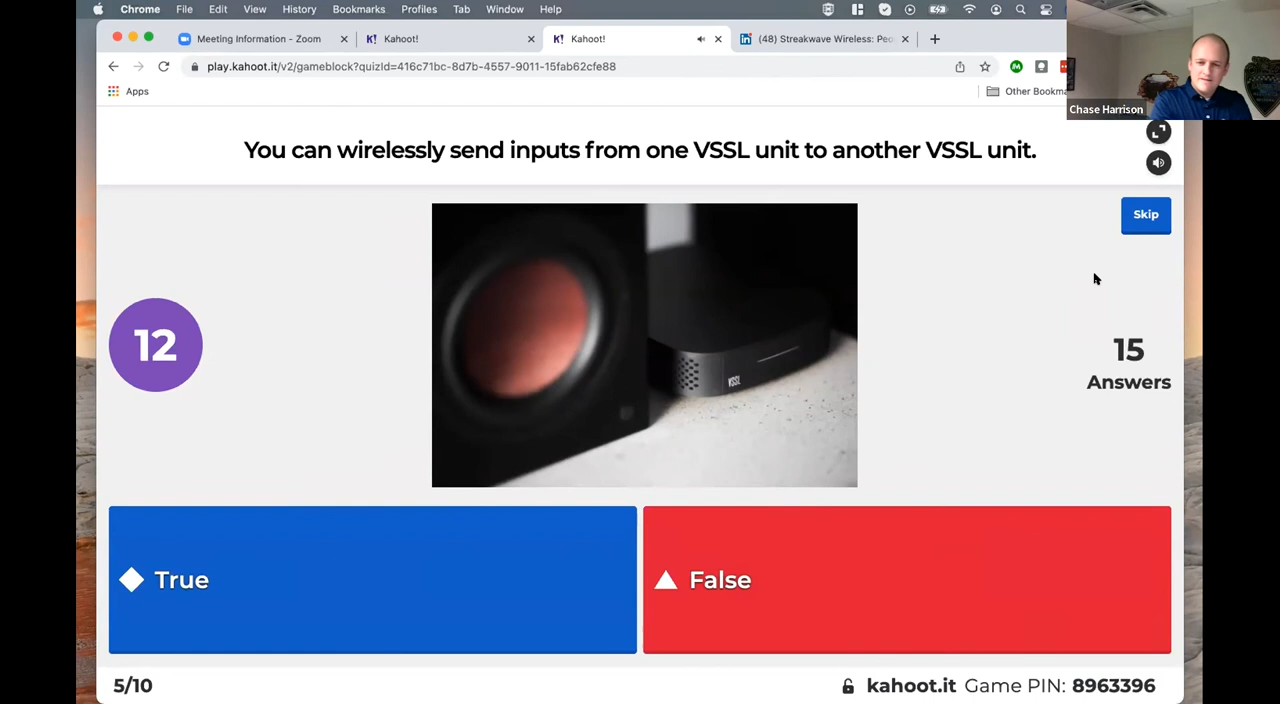 Chrome File Edit View History Bookmarks Profiles Tab Window Help
Meeting Information - Zoom
Kahoot!
Kahoot!
(48) Streakwave Wireless: Peo
play.kahoot.it/v2/gameblock?quizId=416c71bc-8d7b-4557-9011-15fab62cfe88
Apps
Other Bookma
Chase Harrison
You can wirelessly send inputs from one VSSL unit to another VSSL unit.
Skip
12
VSSL
15
Answers
True
False
5/10
kahoot.it Game PIN: 8963396